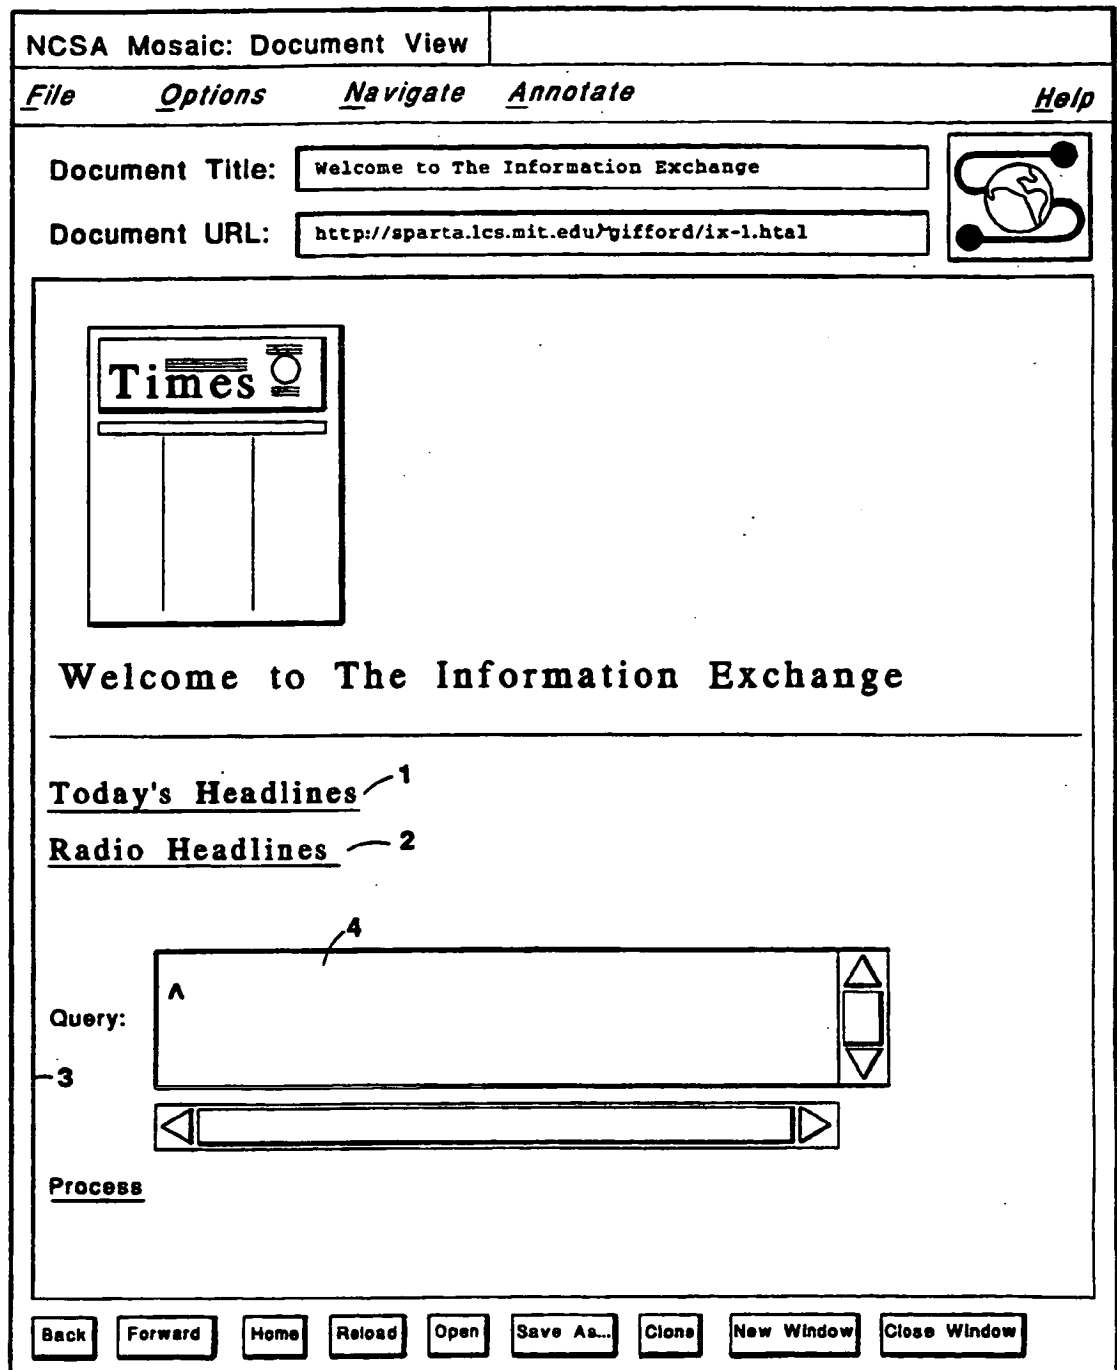 NCSA Mosaic: Document View
File Options Navigate Annotate Help
Document Title: Welcome to The Information Exchange
Document URL: http://sparta.lcs.mit.edu/~gifford/ix-1.htal
Times
Welcome to The Information Exchange
Today's Headlines 1
Radio Headlines 2
4
^
Query:
3
Process
Back Forward Home Reload Open Save As... Clone New Window Close Window